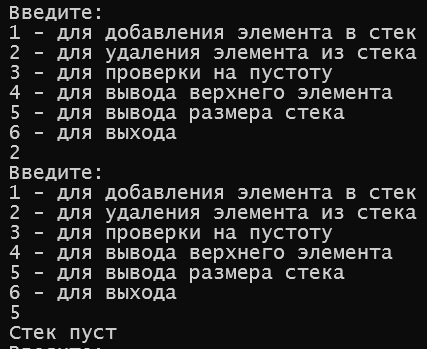 Введите:
1 - для добавления элемента в стек
2 - для удаления элемента из стека
3 - для проверки на пустоту
4 - для вывода верхнего элемента
5 - для вывода размера стека
6 - для выхода
2
Введите:
1 - для добавления элемента в стек
2 - для удаления элемента из стека
3 - для проверки на пустоту
4 - для вывода верхнего элемента
5 - для вывода размера стека
6 - для выхода
5
Стек пуст
Введите: